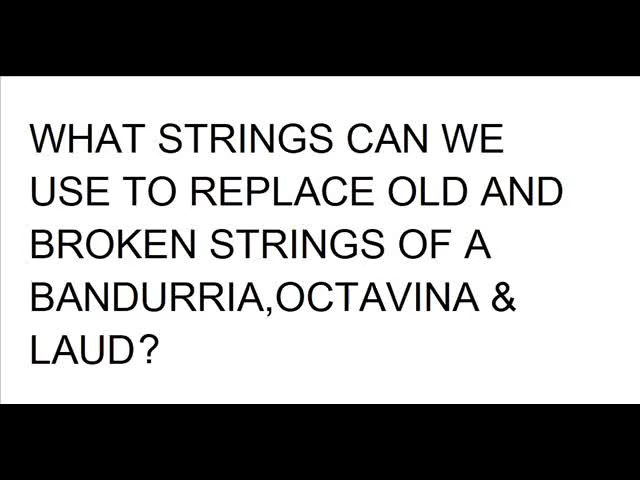 WHAT STRINGS CAN WE
USE TO REPLACE OLD AND
BROKEN STRINGS OF A
BANDURRIA,OCTAVINA &
LAUD?